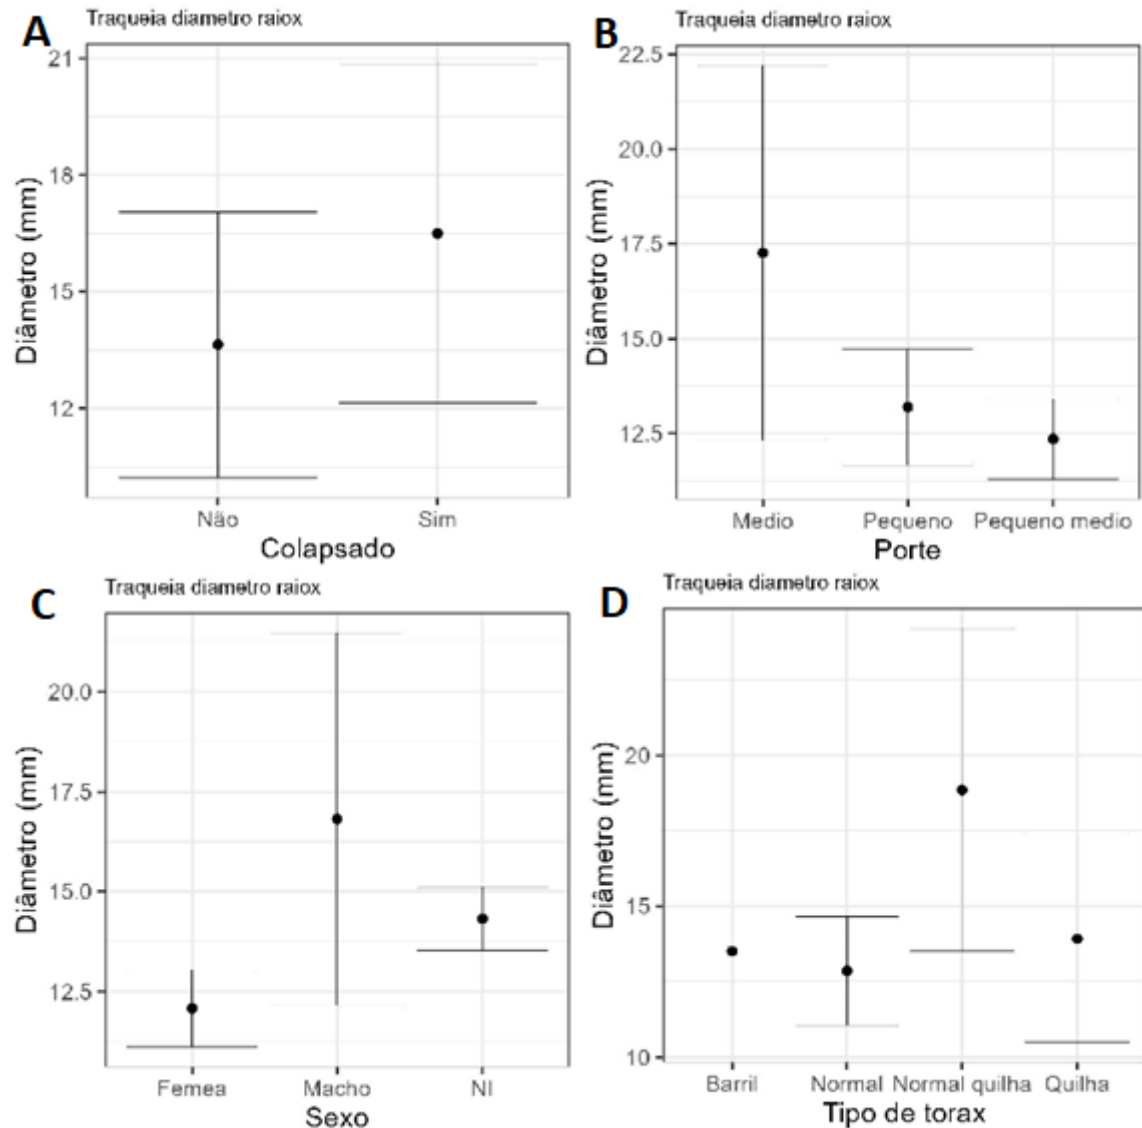 A
Traqueia diametro raiox
Diâmetro (mm)
21
18
15
12
Não Sim
Colapsado
B
Traqueia diametro raiox
Diâmetro (mm)
22.5
20.0
17.5
15.0
12.5
Medio Pequeno Pequeno medio
Porte
C
Traqueia diametro raiox
Diâmetro (mm)
20.0
17.5
15.0
12.5
Femea Macho NI
Sexo
D
Traqueia diametro raiox
Diâmetro (mm)
20
15
10
Barril Normal Normal quilha Quilha
Tipo de torax